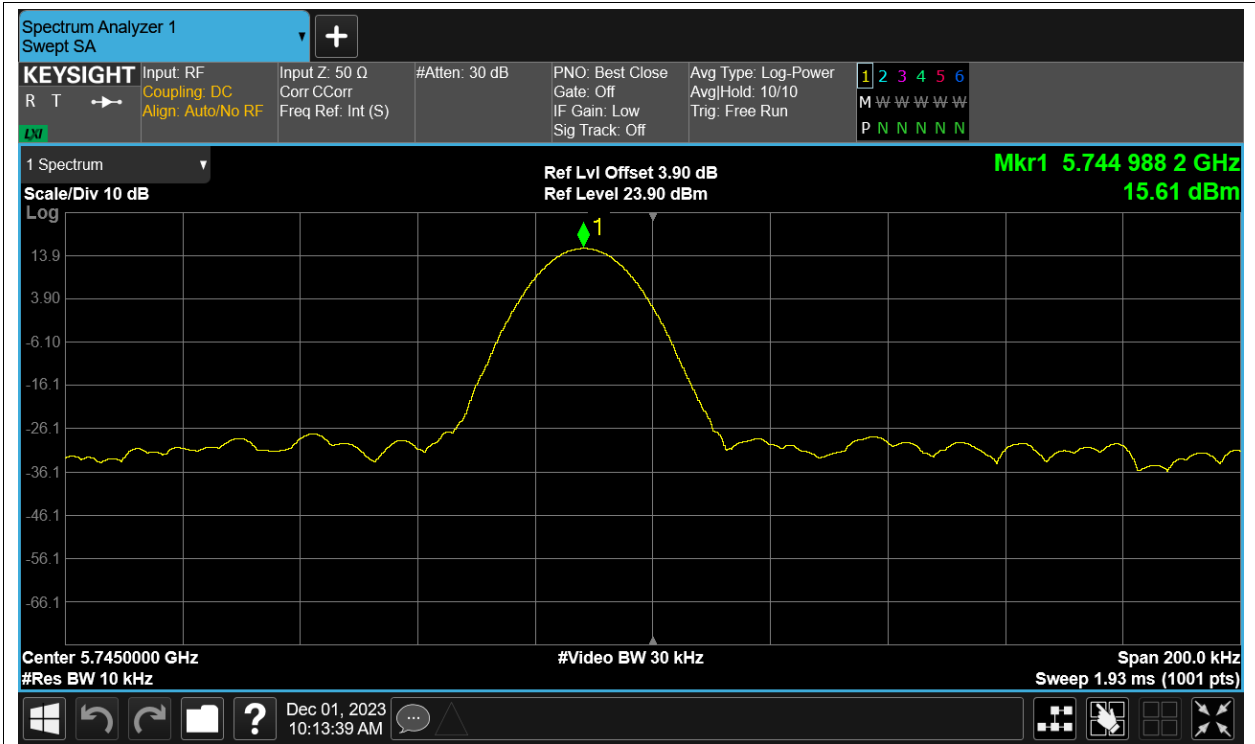 Spectrum Analyzer 1
Swept SA
KEYSIGHT
R T
LXI
Input: RF
Coupling: DC
Align: Auto/No RF
Input Z: 50 Ω
Corr CCorr
Freq Ref: Int (S)
#Atten: 30 dB
PNO: Best Close
Gate: Off
IF Gain: Low
Sig Track: Off
Avg Type: Log-Power
Avg|Hold: 10/10
Trig: Free Run
1 2 3 4 5 6
M W W W W W
P N N N N N
1 Spectrum
Scale/Div 10 dB
Log
Ref Lvl Offset 3.90 dB
Ref Level 23.90 dBm
Mkr1 5.744 988 2 GHz
15.61 dBm
1
13.9
3.90
-6.10
-16.1
-26.1
-36.1
-46.1
-56.1
-66.1
Center 5.7450000 GHz
#Video BW 30 kHz
Span 200.0 kHz
#Res BW 10 kHz
Sweep 1.93 ms (1001 pts)
?
Dec 01, 2023
10:13:39 AM